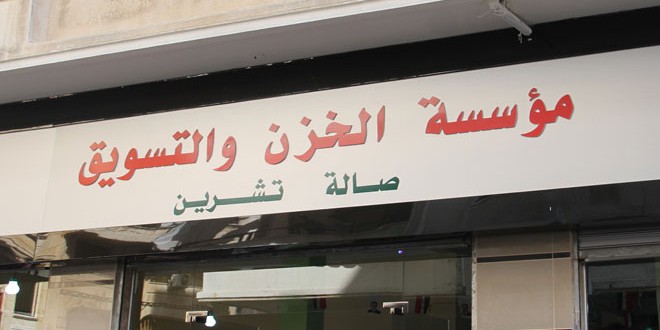 مؤسسة الخزن والتسويق
صالة تشرين